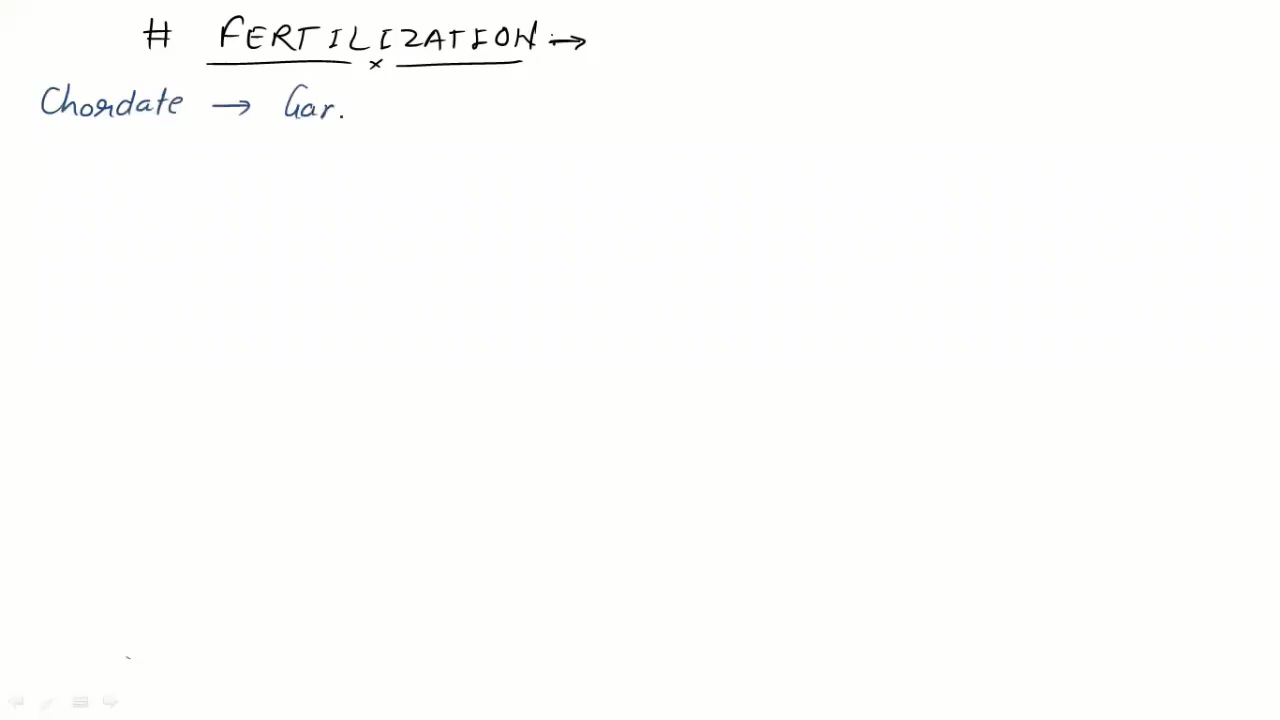 # FERTILIZATION →
Chordate → Gar.